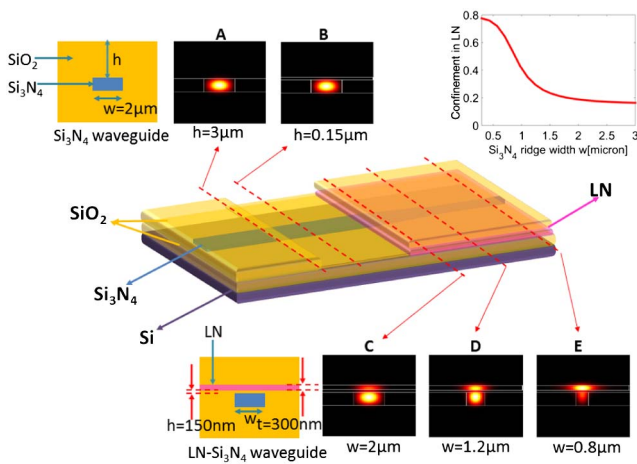 A
B
SiO₂
h
Si₃N₄
w=2μm
Si₃N₄ waveguide
h=3μm
h=0.15μm
Confinement in LN
0.8
0.6
0.4
0.2
0
0.5
1
1.5
2
2.5
3
Si₃N₄ ridge width w[micron]
LN
SiO₂
Si₃N₄
Si
LN
C
D
E
h=150nm
w
t=300nm
LN-Si₃N₄ waveguide
w=2μm
w=1.2μm
w=0.8μm